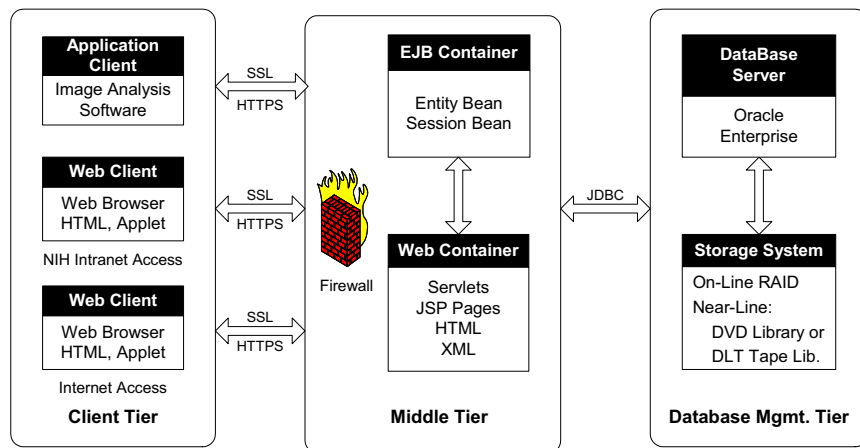 Application
Client
Image Analysis
Software
Web Client
Web Browser
HTML, Applet
NIH Intranet Access
Web Client
Web Browser
HTML, Applet
Internet Access
Client Tier
SSL
HTTPS
SSL
HTTPS
SSL
HTTPS
EJB Container
Entity Bean
Session Bean
Firewall
Web Container
Servlets
JSP Pages
HTML
XML
Middle Tier
JDBC
DataBase
Server
Oracle
Enterprise
Storage System
On-Line RAID
Near-Line:
DVD Library or
DLT Tape Lib.
Database Mgmt. Tier